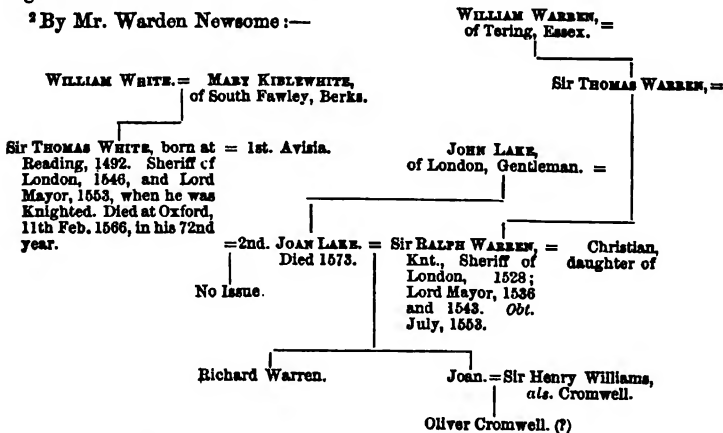 ² By Mr. Warden Newsome:—
WILLIAM WARREN, =
of Tering, Essex.
WILLIAM WHITE. = MARY KIBLEWHITE,
of South Fawley, Berks.
Sir THOMAS WARREN, =
Sir THOMAS WHITE, born at = 1st. Avisia.
Reading, 1492. Sheriff of
London, 1546, and Lord
Mayor, 1553, when he was
Knighted. Died at Oxford,
11th Feb. 1566, in his 72nd
year.
JOHN LAKE,
of London, Gentleman. =
=2nd. JOAN LAKE. = Sir RALPH WARREN, = Christian,
Died 1573.
Knt., Sheriff of
London, 1528;
Lord Mayor, 1536
and 1543. Obt.
July, 1553.
daughter of
No Issue.
Richard Warren.
Joan. = Sir Henry Williams,
als. Cromwell.
Oliver Cromwell. (?)